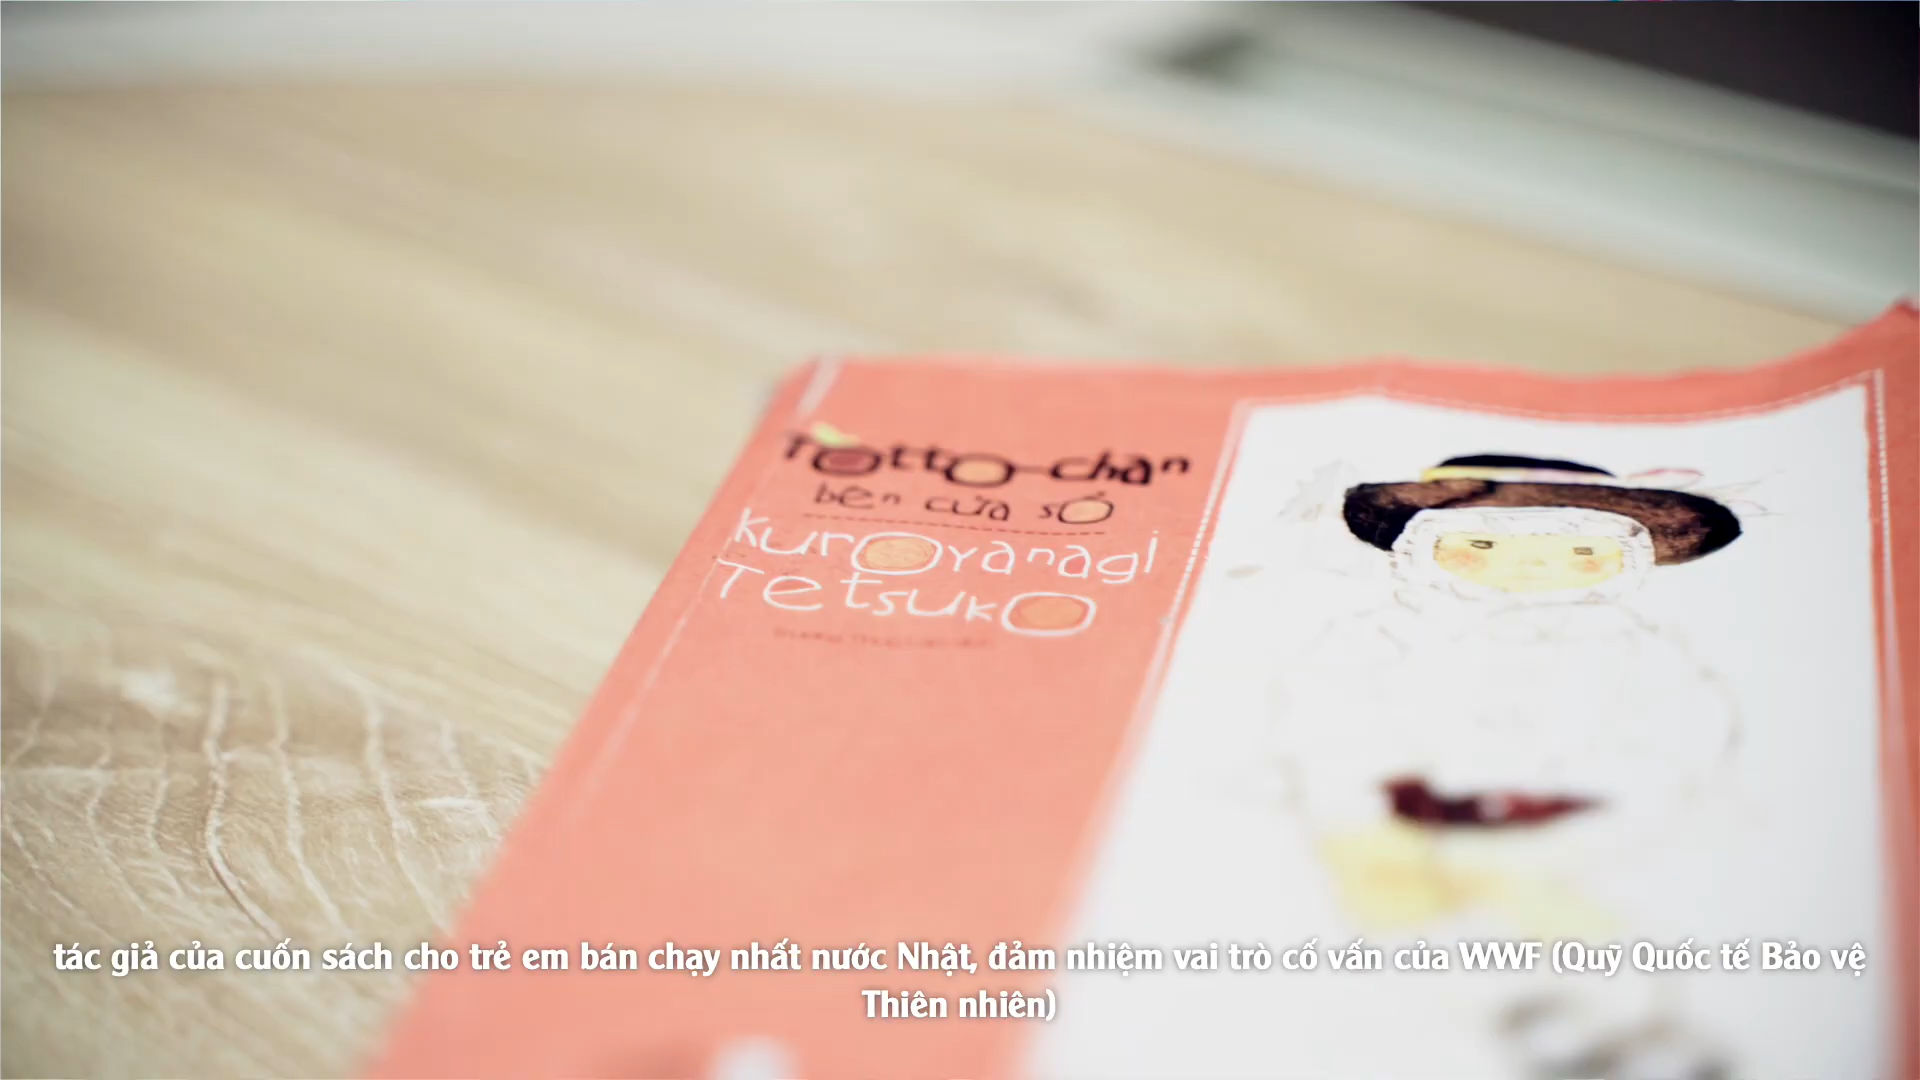 Tôtto-chan
bên cửa sổ
Kuroyanagi
Tetsuko
tác giả của cuốn sách cho trẻ em bán chạy nhất nước Nhật, đảm nhiệm vai trò cố vấn của WWF (Quỹ Quốc tế Bảo vệ
Thiên nhiên)